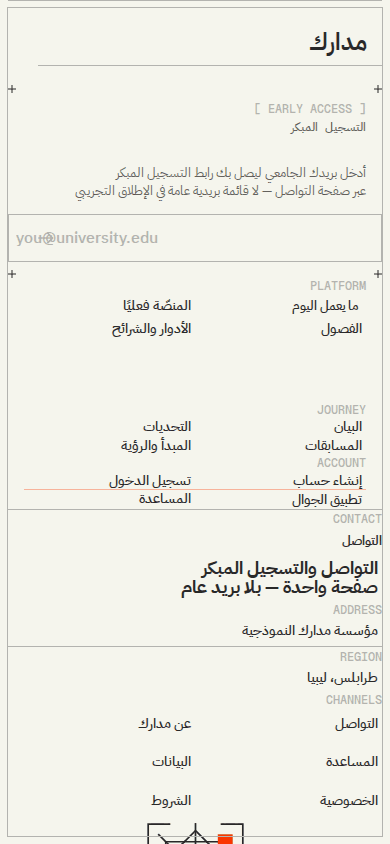 مدارك
[ EARLY ACCESS ]
التسجيل المبكر
أدخل بريدك الجامعي ليصل بك رابط التسجيل المبكر
عبر صفحة التواصل — لا قائمة بريدية عامة في الإطلاق التجريبي
you@university.edu
PLATFORM
ما يعمل اليوم المنصّة فعليًا
الفصول الأدوار والشرائح
JOURNEY
البيان التحديات
المسابقات المبدأ والرؤية
ACCOUNT
إنشاء حساب تسجيل الدخول
تطبيق الجوال المساعدة
CONTACT
التواصل
التواصل والتسجيل المبكر
صفحة واحدة — بلا بريد عام
ADDRESS
مؤسسة مدارك النموذجية
REGION
طرابلس، ليبيا
CHANNELS
التواصل عن مدارك
المساعدة البيانات
الخصوصية الشروط